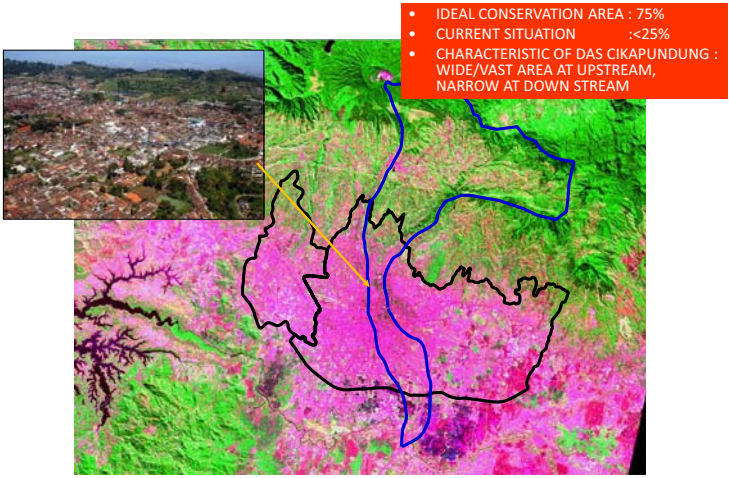 • IDEAL CONSERVATION AREA : 75%
• CURRENT SITUATION :<25%
• CHARACTERISTIC OF DAS CIKAPUNDUNG :
WIDE/VAST AREA AT UPSTREAM,
NARROW AT DOWN STREAM